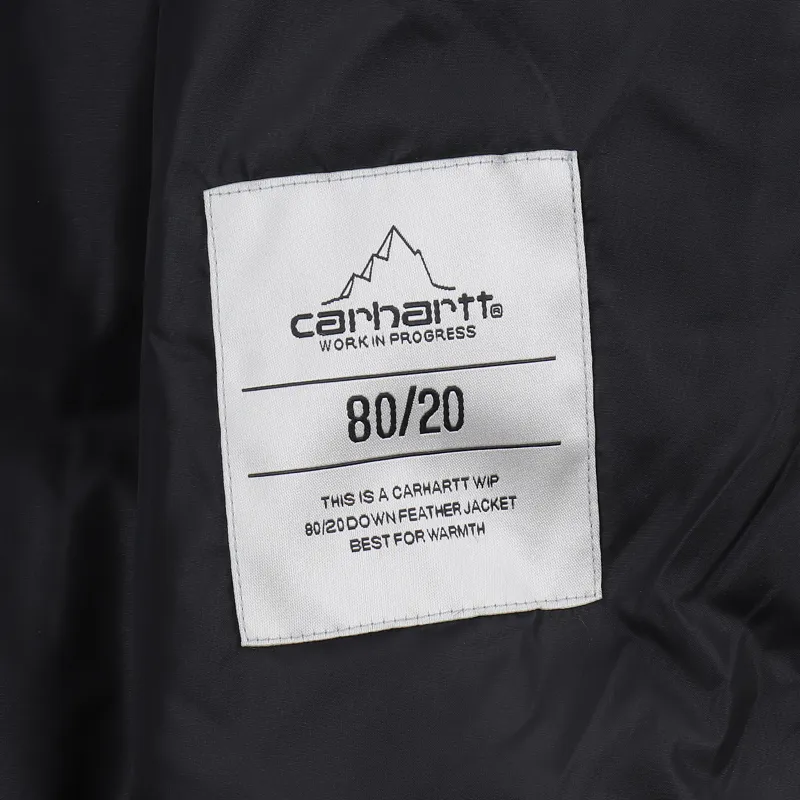 carhartt®
WORK IN PROGRESS
80/20
THIS IS A CARHARTT WIP
80/20 DOWN FEATHER JACKET
BEST FOR WARMTH